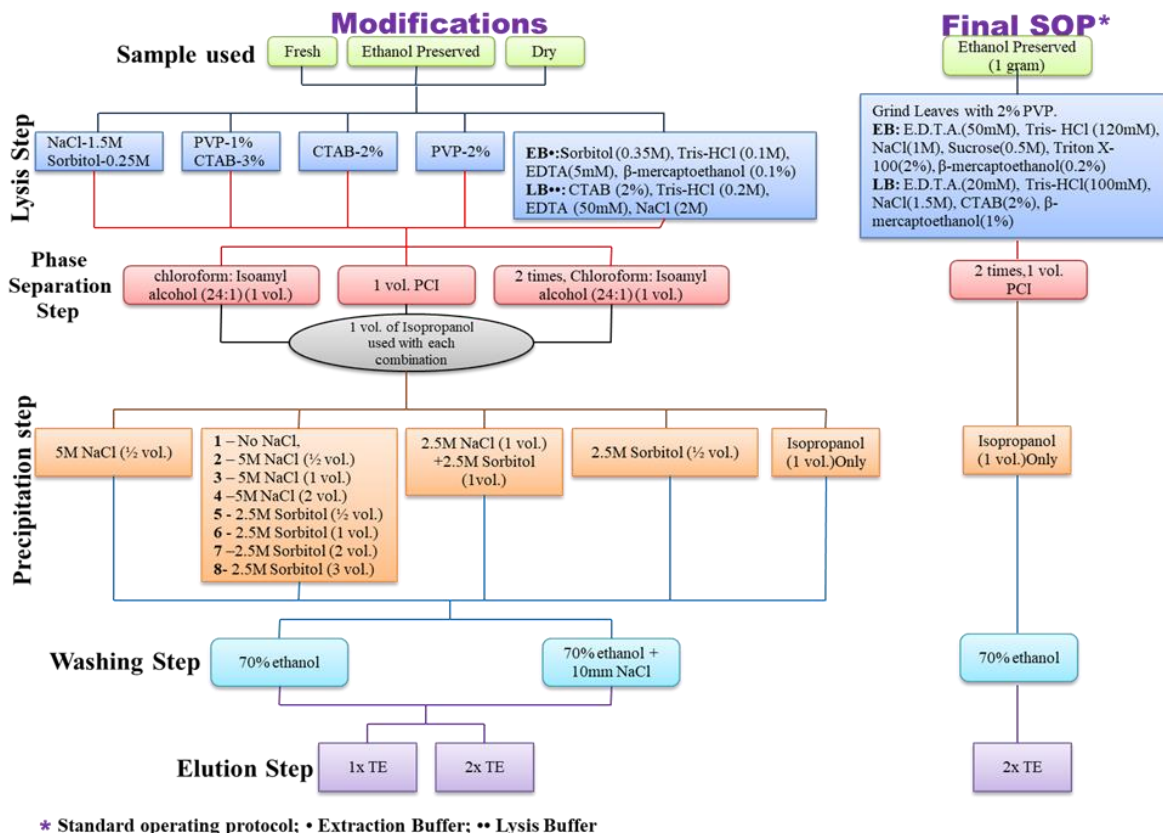 Modifications
Final SOP*
Sample used
Fresh
Ethanol Preserved
Dry
Ethanol Preserved
(1 gram)
Lysis Step
NaCl-1.5M
Sorbitol-0.25M
PVP-1%
CTAB-3%
CTAB-2%
PVP-2%
EB•:Sorbitol (0.35M), Tris-HCl (0.1M),
EDTA(5mM), β-mercaptoethanol (0.1%)
LB••: CTAB (2%), Tris-HCl (0.2M),
EDTA (50mM), NaCl (2M)
Grind Leaves with 2% PVP.
EB: E.D.T.A.(50mM), Tris- HCl (120mM),
NaCl(1M), Sucrose(0.5M), Triton X-
100(2%), β-mercaptoethanol(0.2%)
LB: E.D.T.A.(20mM), Tris-HCl(100mM),
NaCl(1.5M), CTAB(2%), β-
mercaptoethanol(1%)
Phase
Separation
Step
chloroform: Isoamyl
alcohol (24:1) (1 vol.)
1 vol. PCI
2 times, Chloroform: Isoamyl
alcohol (24:1) (1 vol.)
2 times,1 vol.
PCI
1 vol. of Isopropanol
used with each
combination
Precipitation step
5M NaCl (½ vol.)
1 – No NaCl,
2 – 5M NaCl (½ vol.)
3 – 5M NaCl (1 vol.)
4 –5M NaCl (2 vol.)
5 - 2.5M Sorbitol (½ vol.)
6 - 2.5M Sorbitol (1 vol.)
7 –2.5M Sorbitol (2 vol.)
8- 2.5M Sorbitol (3 vol.)
2.5M NaCl (1 vol.)
+2.5M Sorbitol
(1vol.)
2.5M Sorbitol (½ vol.)
Isopropanol
(1 vol.)Only
Isopropanol
(1 vol.)Only
Washing Step
70% ethanol
70% ethanol +
10mm NaCl
70% ethanol
Elution Step
1x TE
2x TE
2x TE
* Standard operating protocol; • Extraction Buffer; •• Lysis Buffer